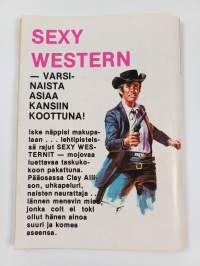 SEXY
WESTERN
— VARSI-
NAISTA
ASIAA
KANSIIN
KOOTTUNA!
Iske näppisi makupa-
laan . . . lehtipisteis-
sä rajut SEXY WES-
TERNIT — mojovaa
luettavaa taskuko-
koon pakattuna.
Pääosassa Clay Alli-
son, uhkapeluri,
naisten naurattaja . .
lännen menevin mies,
jonka colt ei toki
ollut hänen ainoa
suuri ja komea
aseensa.